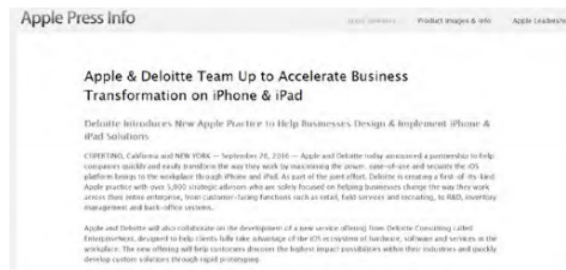 Apple Press Info
Product Images & Info Apple Leadership
Apple & Deloitte Team Up to Accelerate Business
Transformation on iPhone & iPad
Deloitte Introduces New Apple Practice to Help Businesses Design & Implement iPhone &
iPad Solutions
CUPERTINO, California and NEW YORK — September 28, 2016 — Apple and Deloitte today announced a partnership to help
companies quickly and easily transform the way they work by maximizing the power, ease-of-use and security the iOS
platform brings to the workplace through iPhone and iPad. As part of the joint effort, Deloitte is creating a first-of-its-kind
Apple practice with over 5,000 strategic advisors who are solely focused on helping businesses change the way they work
across their entire enterprise, from customer-facing functions such as retail, field services and recruiting, to R&D, inventory
management and back-office systems.
Apple and Deloitte will also collaborate on the development of a new service offering from Deloitte Consulting called
EnterpriseNext, designed to help clients fully take advantage of the iOS ecosystem of hardware, software and services in the
workplace. The new offering will help customers discover the highest impact possibilities within their industries and quickly
develop custom solutions through rapid prototyping.